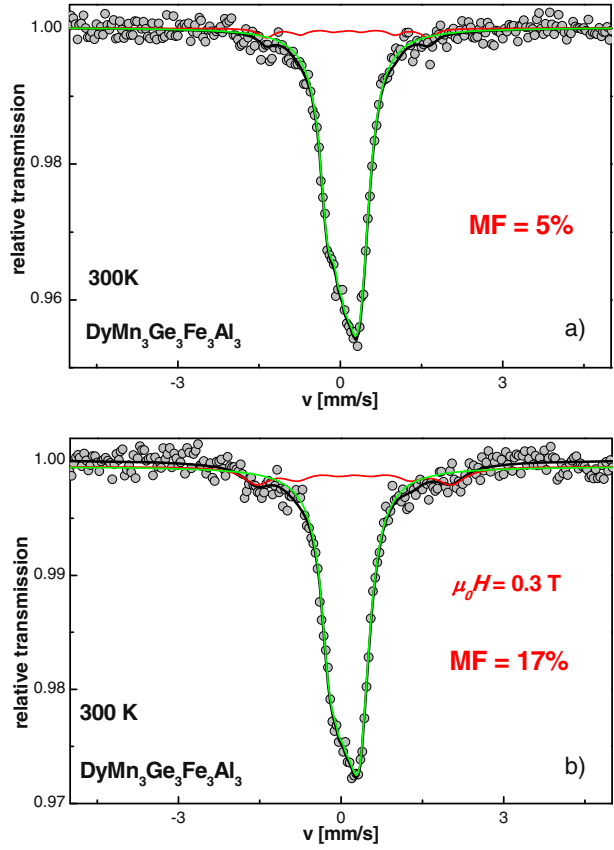 1.00
0.98
0.96
relative transmission
MF = 5%
300K
DyMn₃Ge₃Fe₃Al₃
a)
-3 0 3
v [mm/s]
1.00
0.99
0.98
0.97
relative transmission
μ₀H = 0.3 T
MF = 17%
300 K
DyMn₃Ge₃Fe₃Al₃
b)
-3 0 3
v [mm/s]